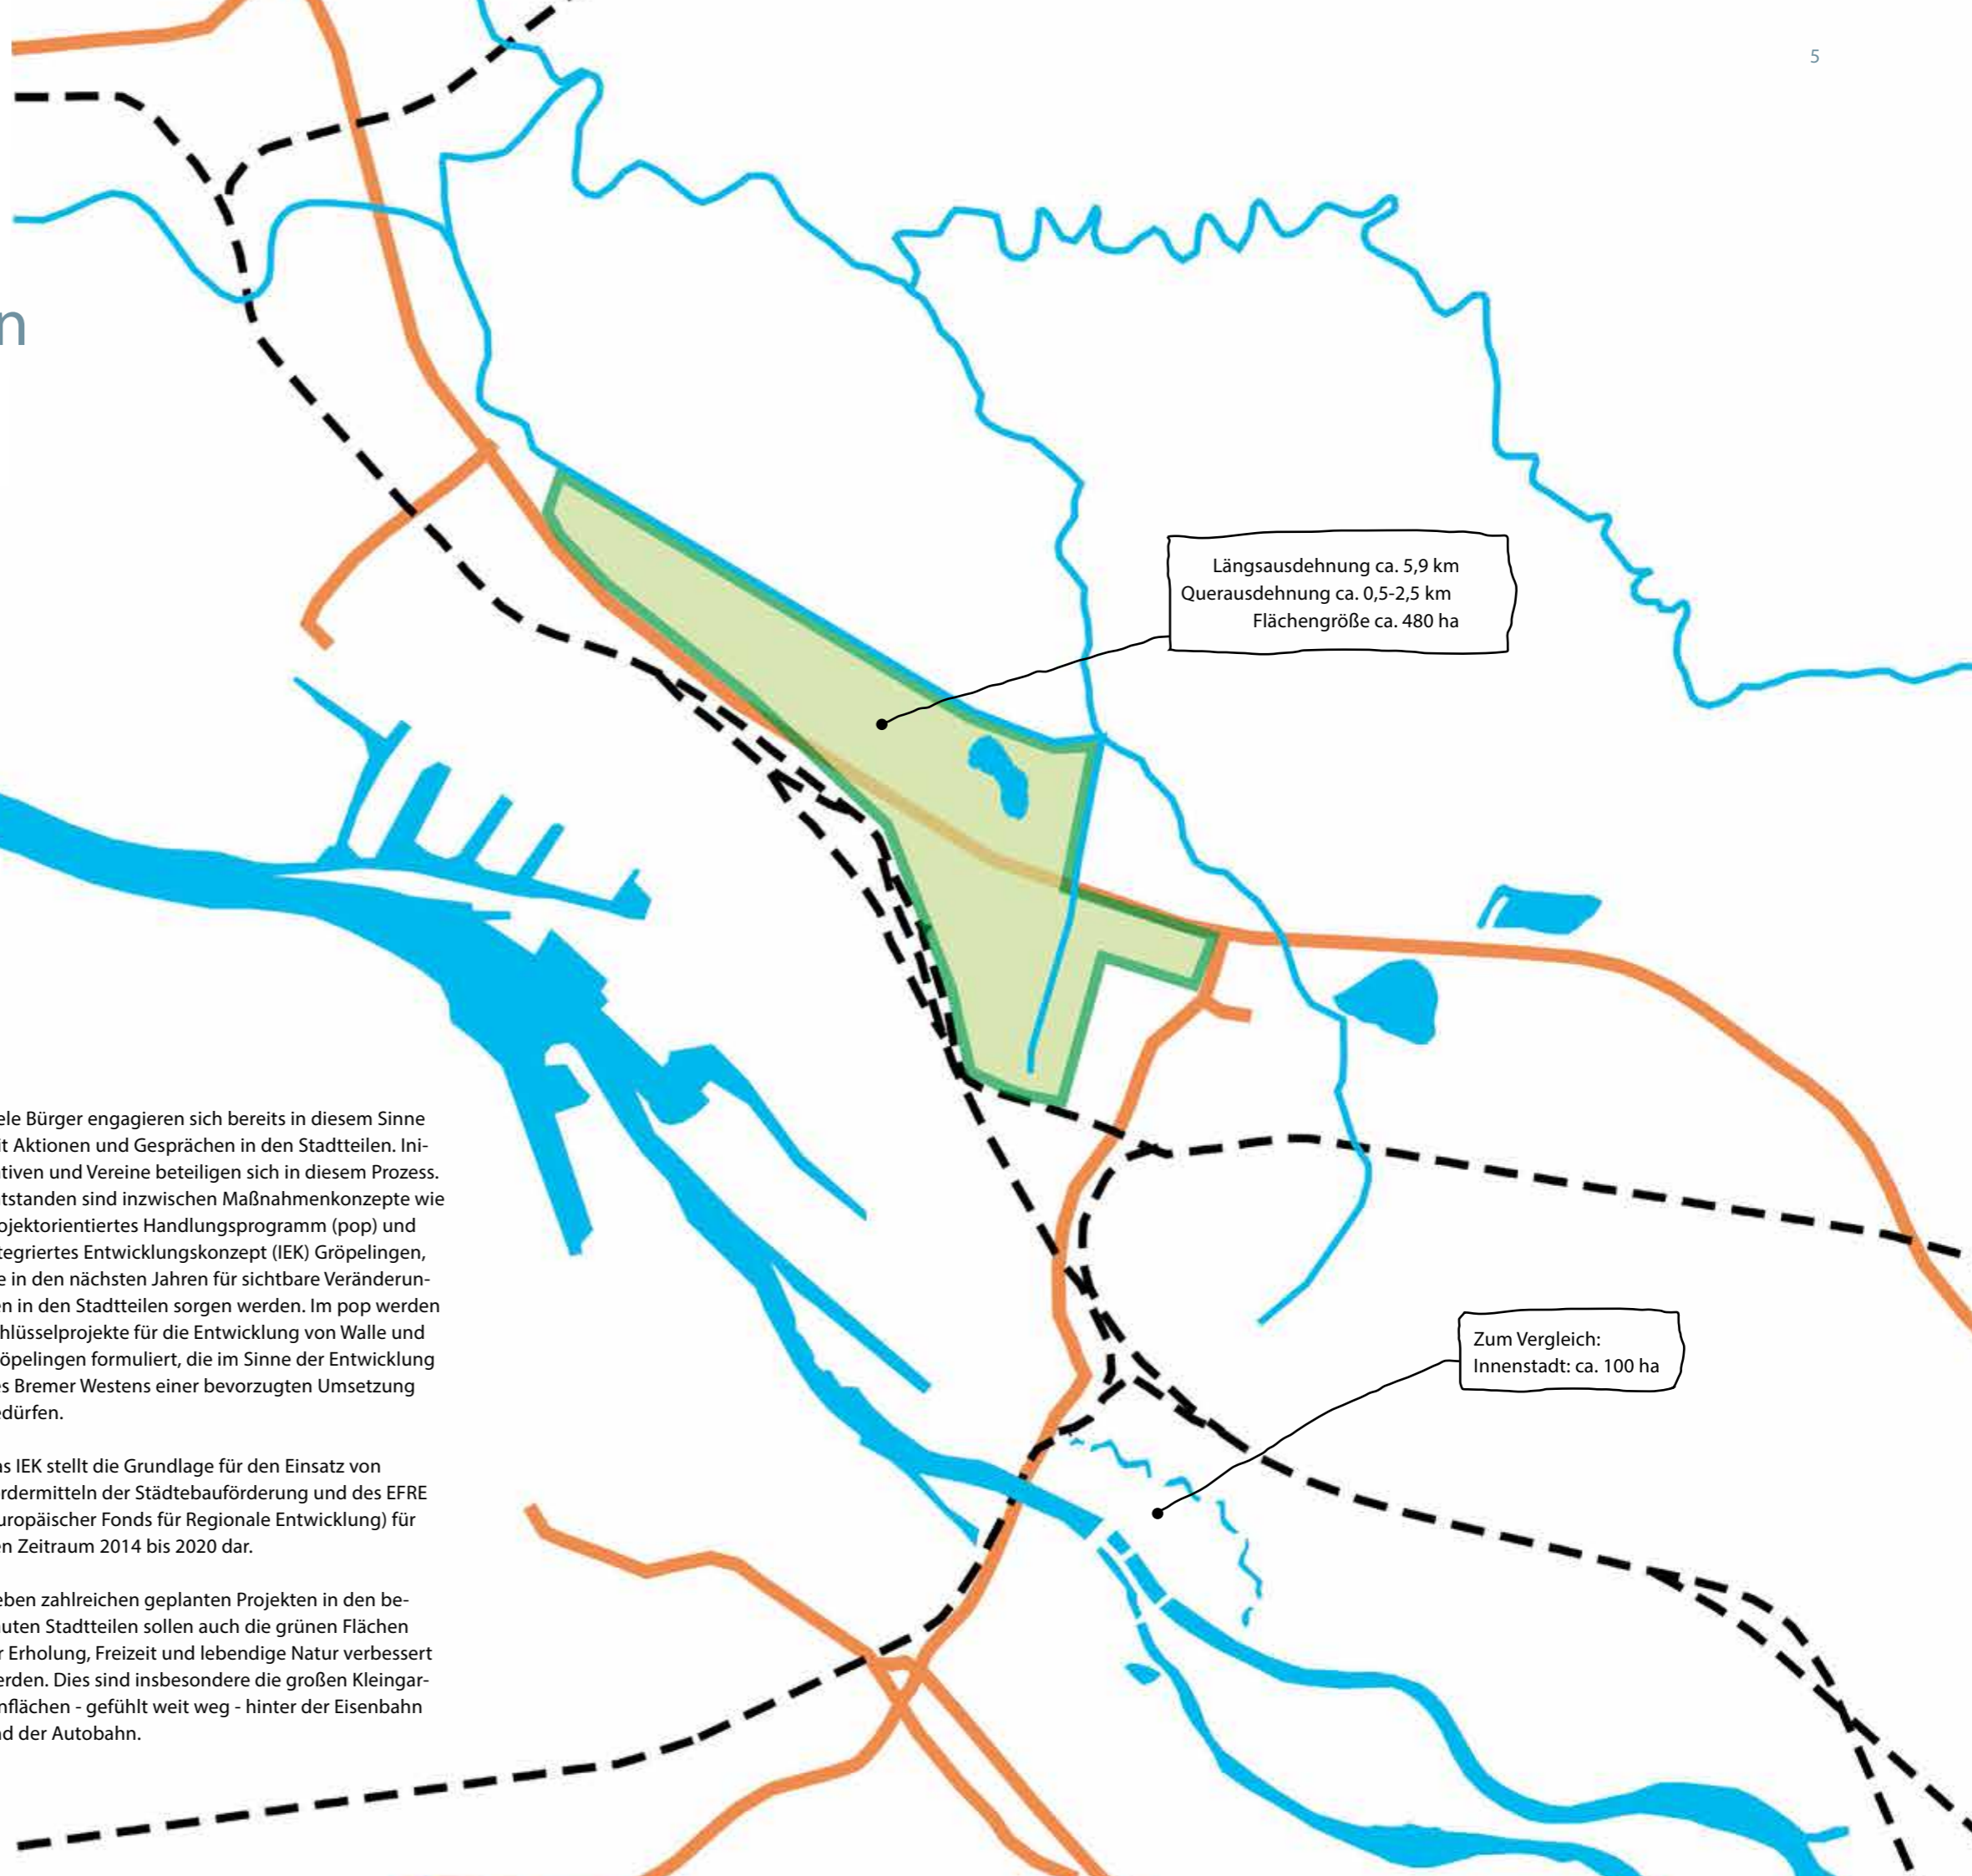 5
n
Längsausdehnung ca. 5,9 km
Querausdehnung ca. 0,5-2,5 km
Flächengröße ca. 480 ha
ele Bürger engagieren sich bereits in diesem Sinne
it Aktionen und Gesprächen in den Stadtteilen. Ini-
ativen und Vereine beteiligen sich in diesem Prozess.
tstanden sind inzwischen Maßnahmenkonzepte wie
ojektorientiertes Handlungsprogramm (pop) und
tegriertes Entwicklungskonzept (IEK) Gröpelingen,
e in den nächsten Jahren für sichtbare Veränderun-
en in den Stadtteilen sorgen werden. Im pop werden
hlüsselprojekte für die Entwicklung von Walle und
öpelingen formuliert, die im Sinne der Entwicklung
es Bremer Westens einer bevorzugten Umsetzung
edürfen.
as IEK stellt die Grundlage für den Einsatz von
rdermitteln der Städtebauförderung und des EFRE
uropäischer Fonds für Regionale Entwicklung) für
en Zeitraum 2014 bis 2020 dar.
eben zahlreichen geplanten Projekten in den be-
uten Stadtteilen sollen auch die grünen Flächen
r Erholung, Freizeit und lebendige Natur verbessert
erden. Dies sind insbesondere die großen Kleingar-
nflächen - gefühlt weit weg - hinter der Eisenbahn
d der Autobahn.
Zum Vergleich:
Innenstadt: ca. 100 ha